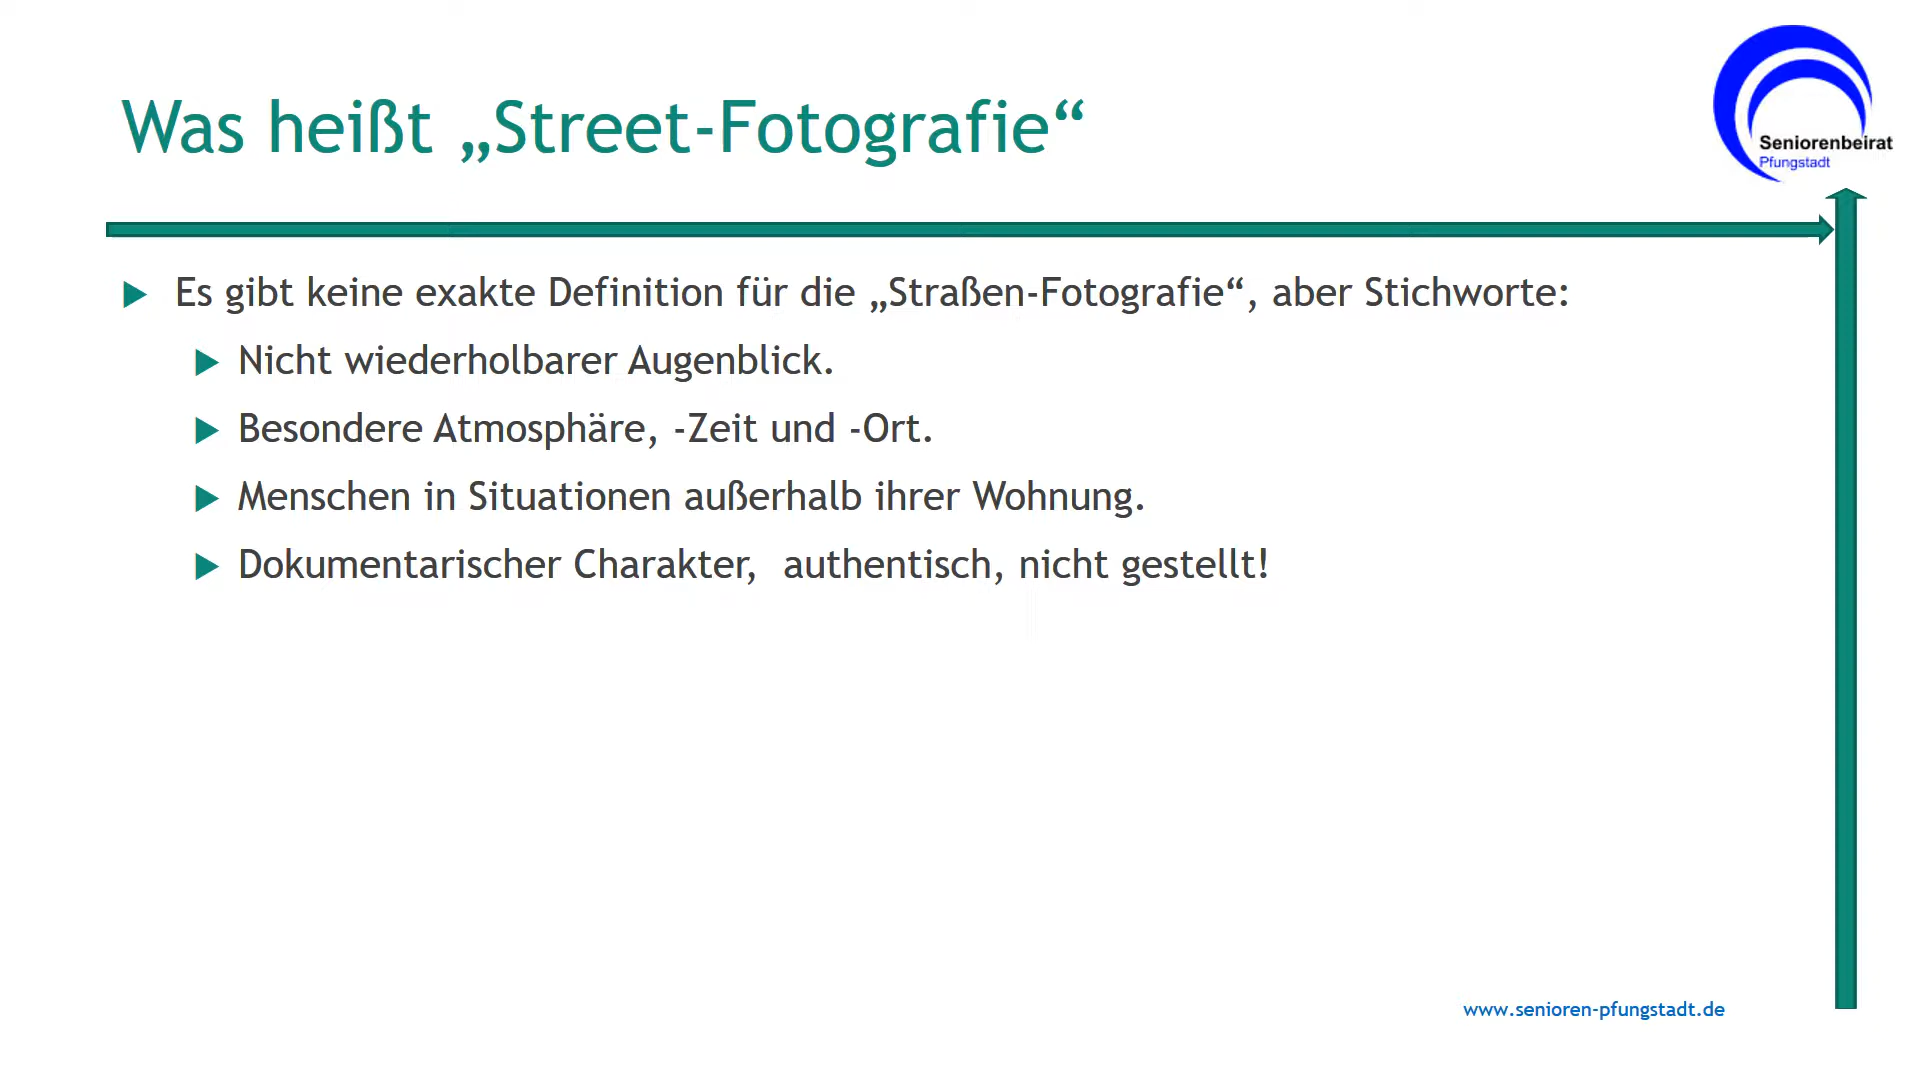 Was heißt „Street-Fotografie“
Seniorenbeirat
Pfungstadt
Es gibt keine exakte Definition für die „Straßen-Fotografie“, aber Stichworte:
Nicht wiederholbarer Augenblick.
Besondere Atmosphäre, -Zeit und -Ort.
Menschen in Situationen außerhalb ihrer Wohnung.
Dokumentarischer Charakter,  authentisch, nicht gestellt!
www.senioren-pfungstadt.de